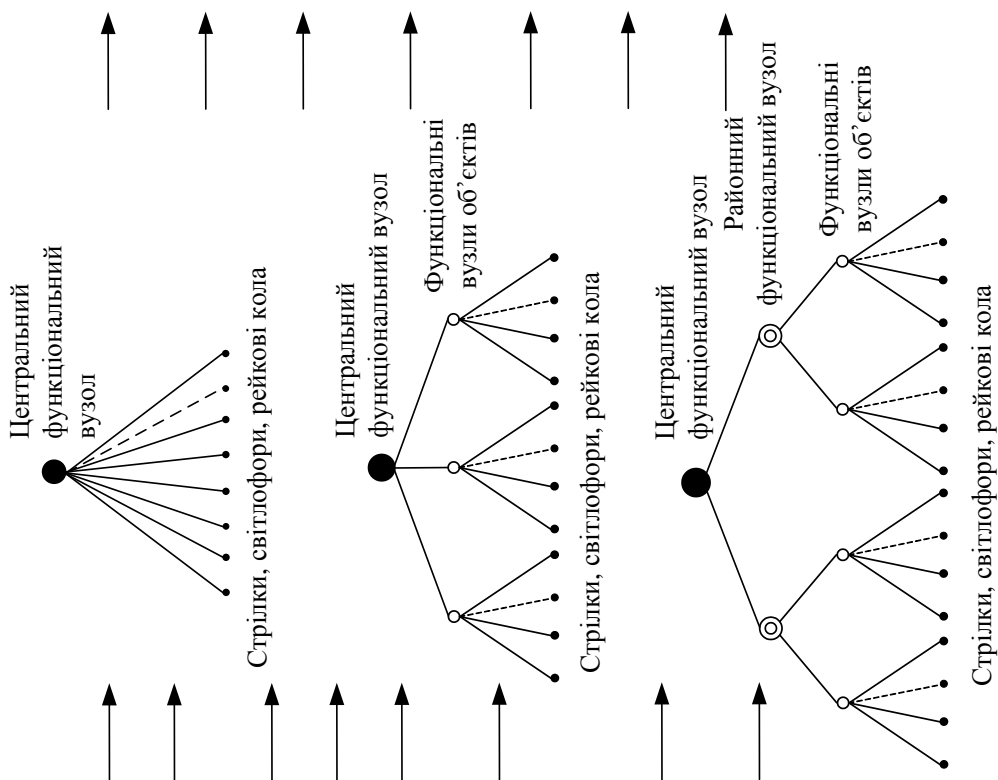 Центральний
функціональний
вузол
Стрілки, світлофори, рейкові кола
Центральний
функціональний вузол
Функціональні
вузли об’єктів
Стрілки, світлофори, рейкові кола
Центральний
функціональний вузол
Районний
функціональний вузол
Функціональні
вузли об’єктів
Стрілки, світлофори, рейкові кола